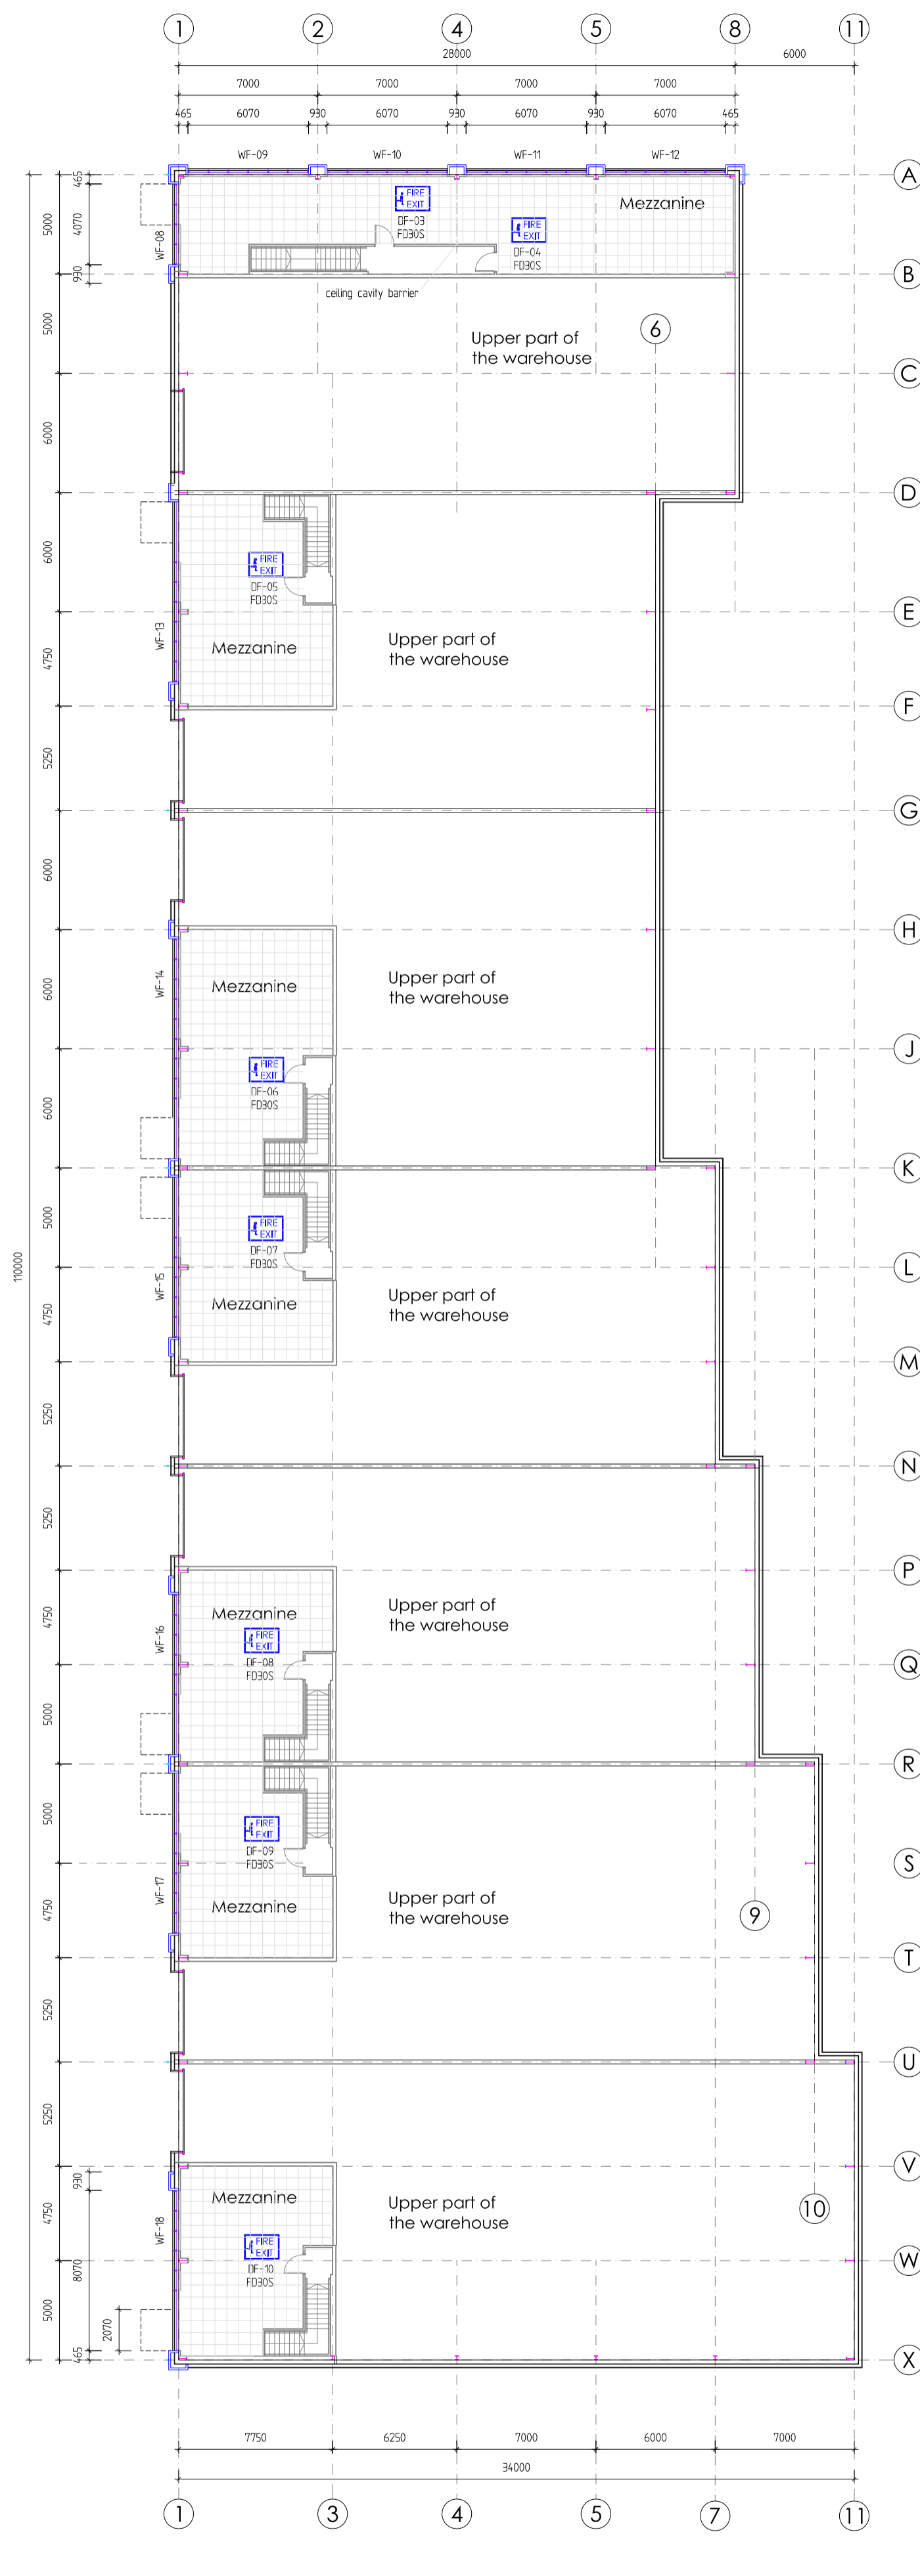 1 2 4 5 8 11
28000 6000
7000 7000 7000 7000
465 6070 930 6070 930 6070 930 6070 465
WF-09 WF-10 WF-11 WF-12
A
465
FIRE
EXIT
DF-03
FD30S
Mezzanine
5000
4070
FIRE
EXIT
DF-04
FD30S
WF-08
930
B
ceiling cavity barrier
5000
6
Upper part of
the warehouse
C
6000
D
6000
FIRE
EXIT
DF-05
FD30S
E
WF-13
Mezzanine
Upper part of
the warehouse
4750
F
5250
G
6000
H
WF-14
Mezzanine
Upper part of
the warehouse
6000
J
FIRE
EXIT
DF-06
FD30S
6000
K
5000
FIRE
EXIT
DF-07
FD30S
110000
L
WF-15
Mezzanine
Upper part of
the warehouse
4750
M
5250
N
5250
P
Mezzanine
Upper part of
the warehouse
4750
WF-16
FIRE
EXIT
DF-08
FD30S
Q
5000
R
5000
FIRE
EXIT
DF-09
FD30S
S
WF-17
Mezzanine
Upper part of
the warehouse
4750
9
T
5250
U
5250
V
930
Mezzanine
Upper part of
the warehouse
10
4750
WF-18
FIRE
EXIT
DF-10
FD30S
W
8070
5000
2070
465
X
7750 6250 7000 6000 7000
34000
1 3 4 5 7 11